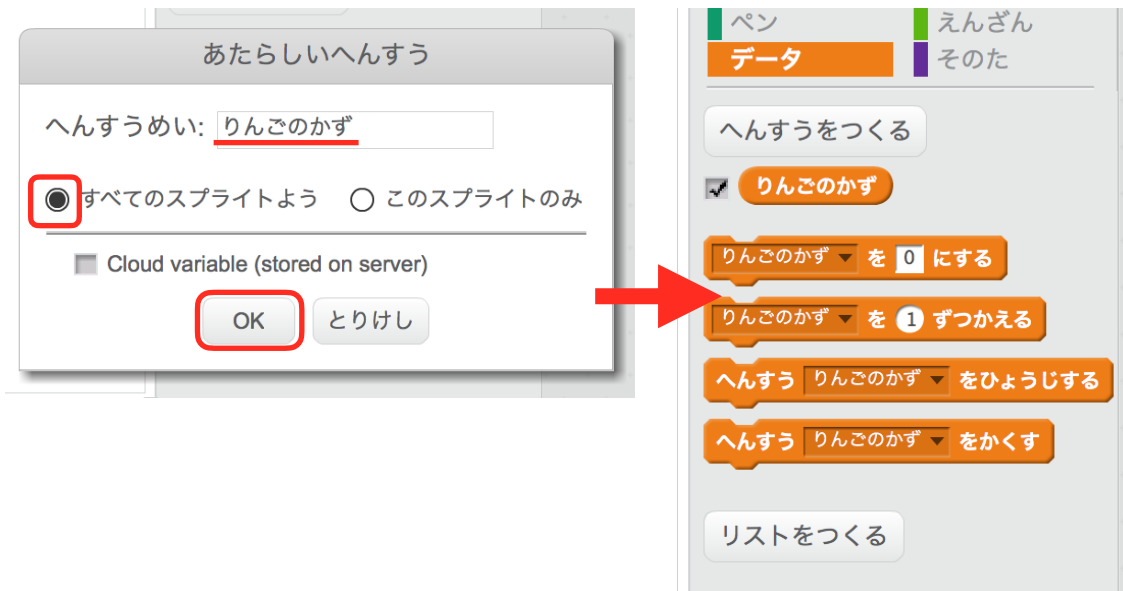 あたらしいへんすう
へんすうめい: りんごのかず
すべてのスプライトよう このスプライトのみ
Cloud variable (stored on server)
OK とりけし
ペン えんざん
データ そのた
へんすうをつくる
りんごのかず
りんごのかず を 0 にする
りんごのかず を 1 ずつかえる
へんすう りんごのかず をひょうじする
へんすう りんごのかず をかくす
リストをつくる